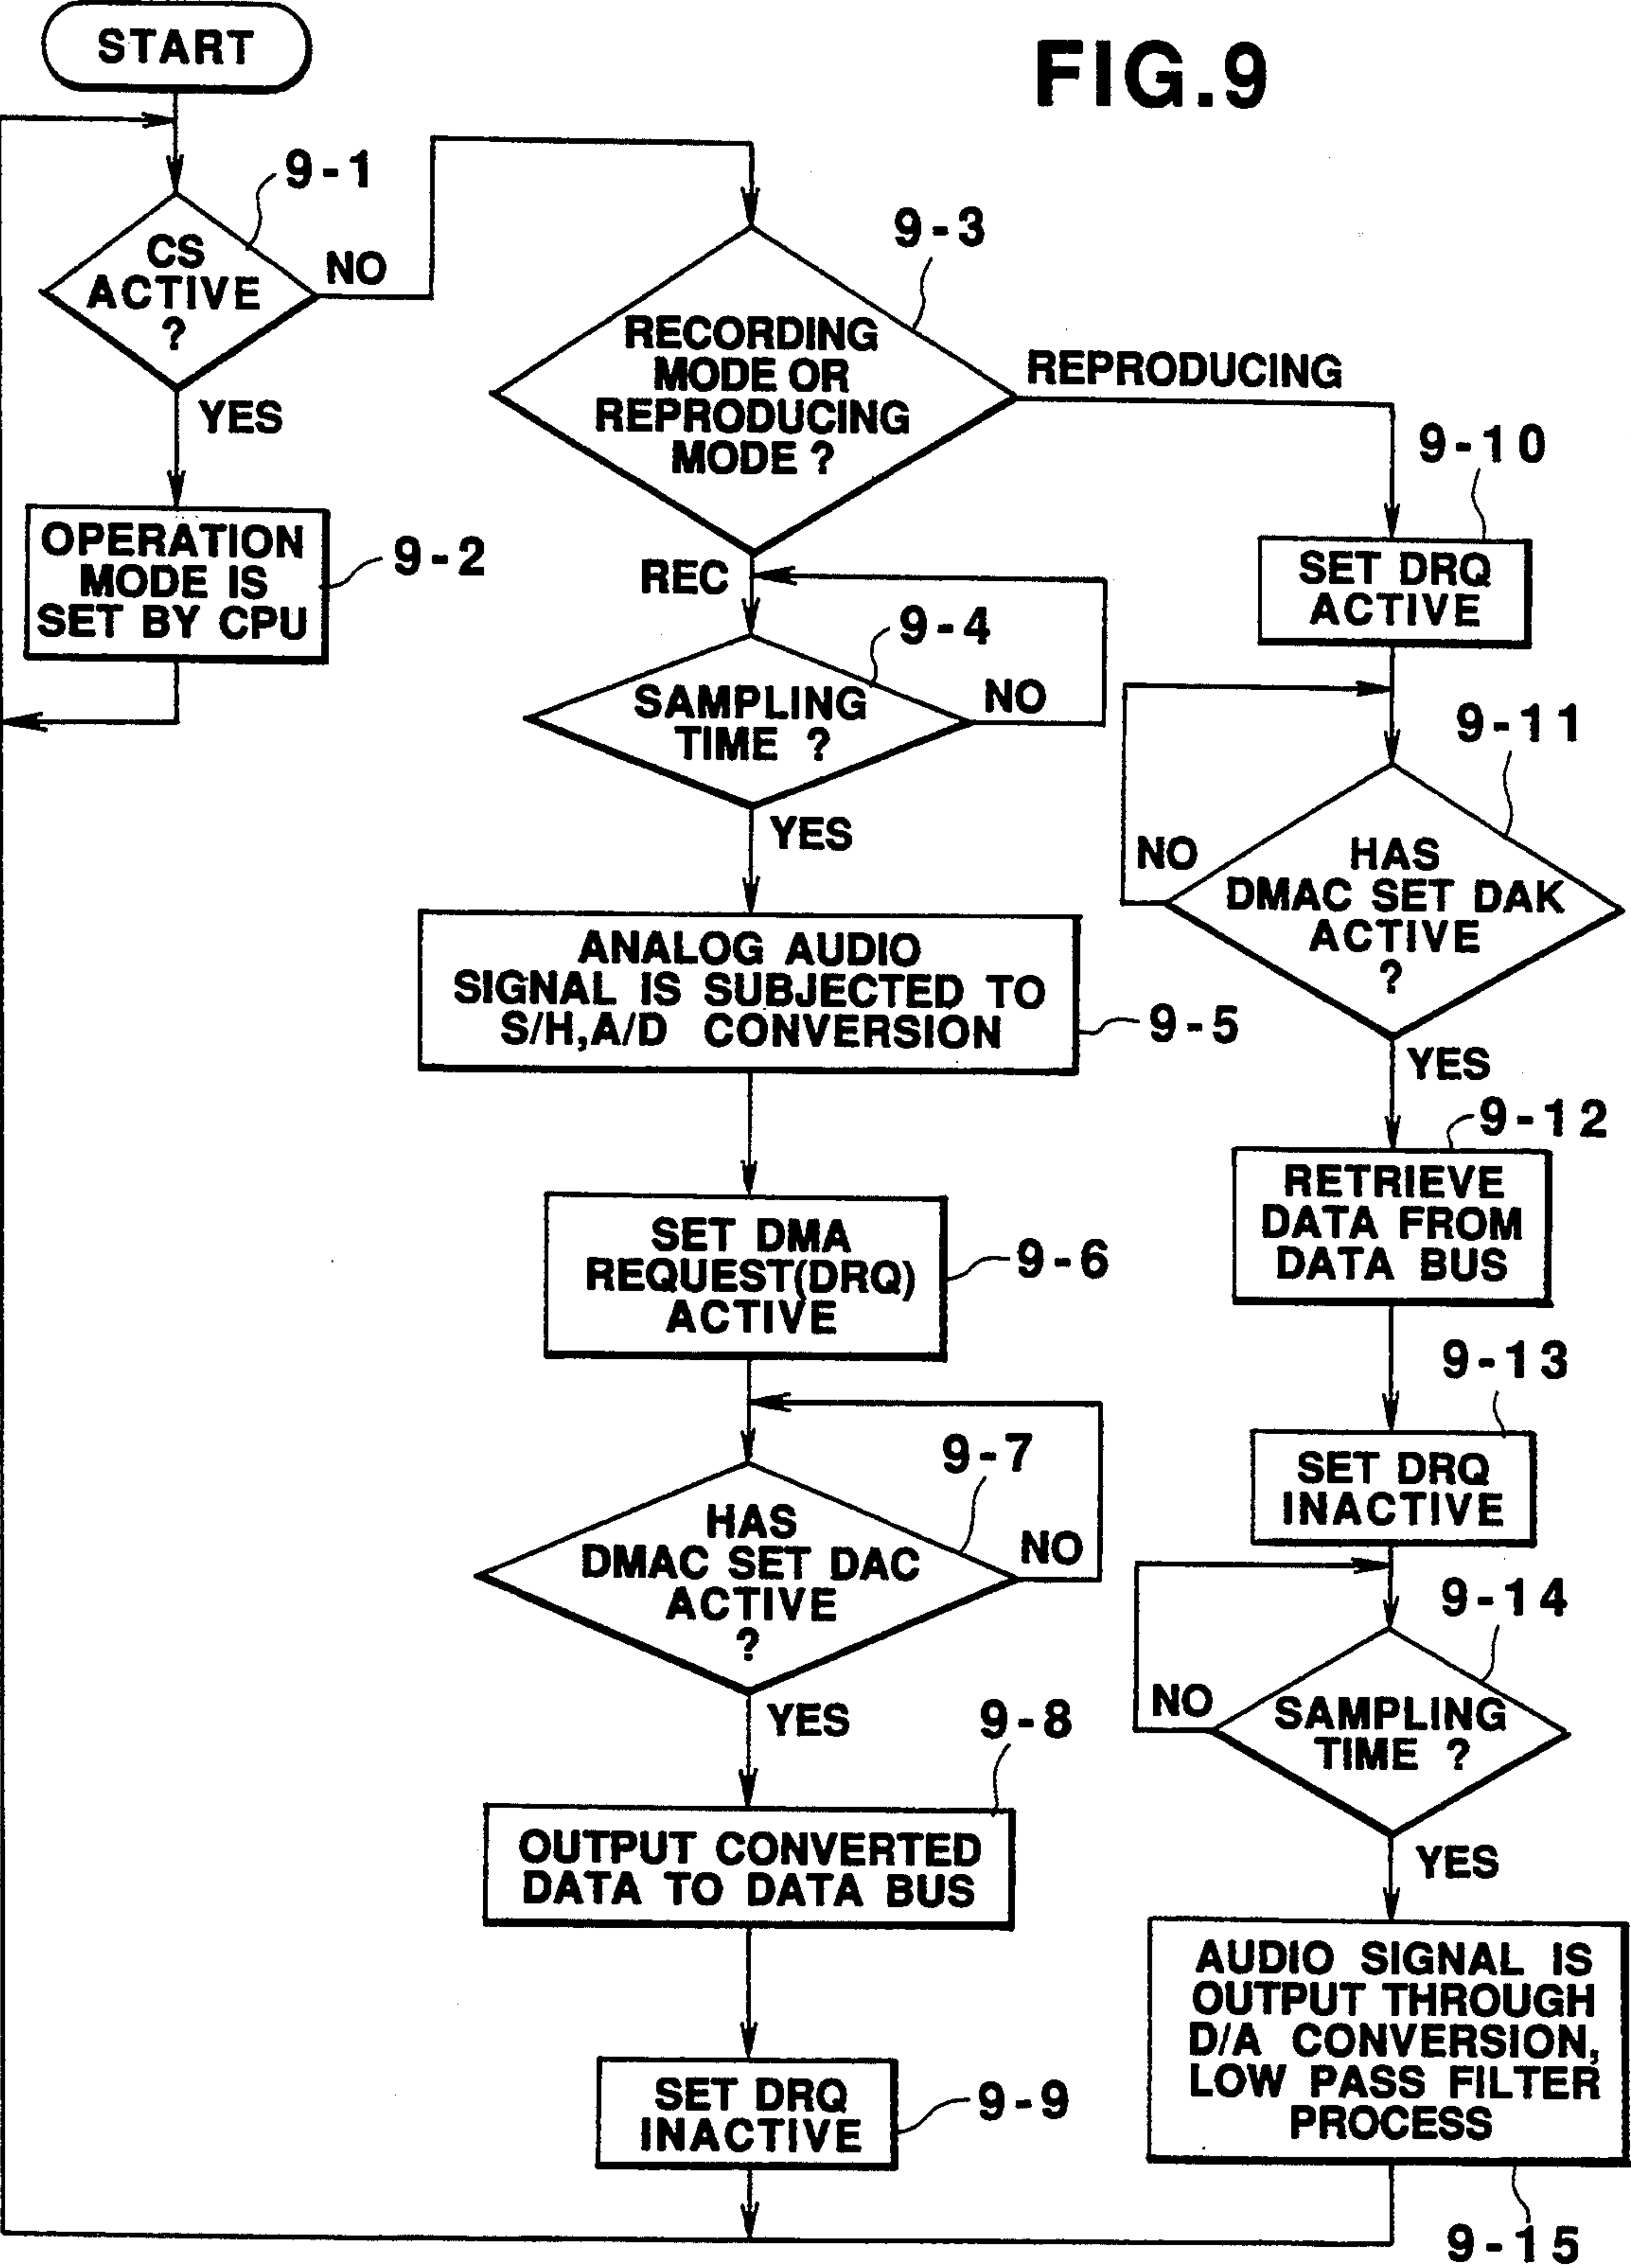 START
FIG.9
9-1
CS
ACTIVE
?
NO
YES
OPERATION
MODE IS
SET BY CPU
9-2
9-3
RECORDING
MODE OR
REPRODUCING
MODE ?
REPRODUCING
REC
9-4
SAMPLING
TIME ?
NO
YES
ANALOG AUDIO
SIGNAL IS SUBJECTED TO
S/H,A/D CONVERSION
9-5
SET DMA
REQUEST(DRQ)
ACTIVE
9-6
9-7
HAS
DMAC SET DAC
ACTIVE
?
NO
YES
9-8
OUTPUT CONVERTED
DATA TO DATA BUS
SET DRQ
INACTIVE
9-9
9-10
SET DRQ
ACTIVE
9-11
NO
HAS
DMAC SET DAK
ACTIVE
?
YES
9-12
RETRIEVE
DATA FROM
DATA BUS
9-13
SET DRQ
INACTIVE
9-14
NO
SAMPLING
TIME ?
YES
AUDIO SIGNAL IS
OUTPUT THROUGH
D/A CONVERSION,
LOW PASS FILTER
PROCESS
9-15